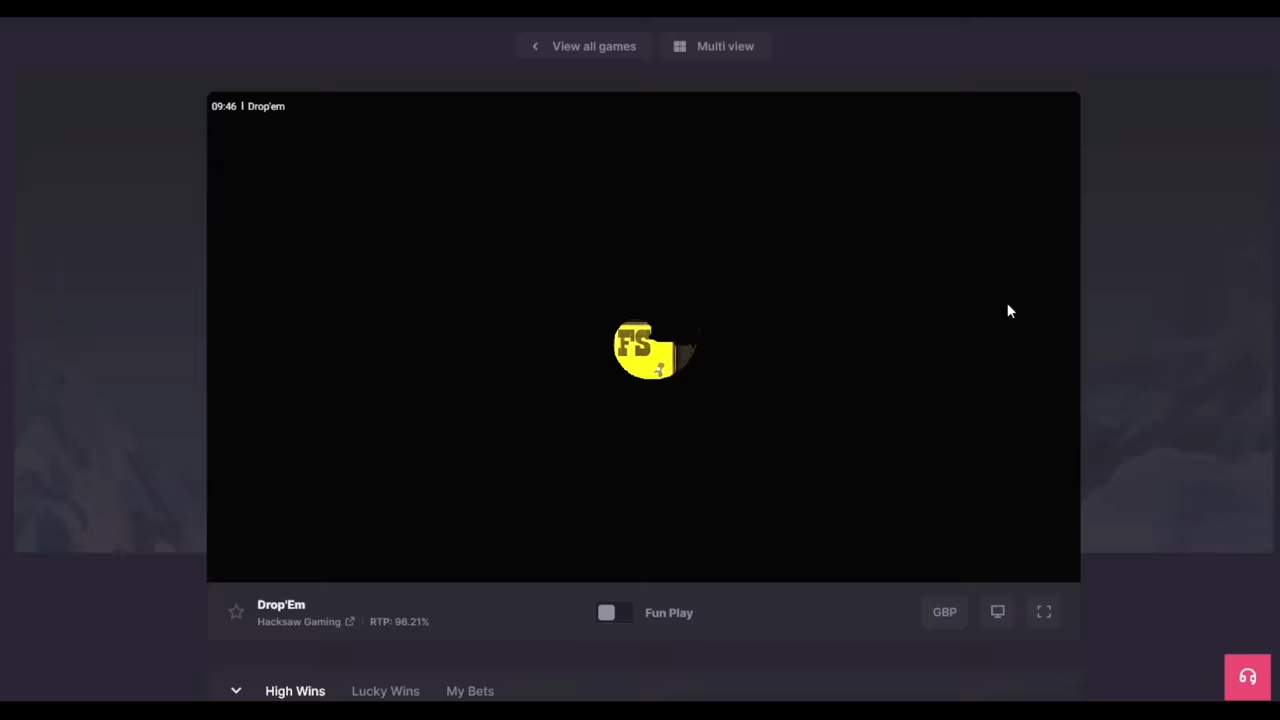 View all games
Multi view
09:46 | Drop'em
FS
Drop'Em
Hacksaw Gaming
RTP: 96.21%
Fun Play
GBP
High Wins
Lucky Wins
My Bets